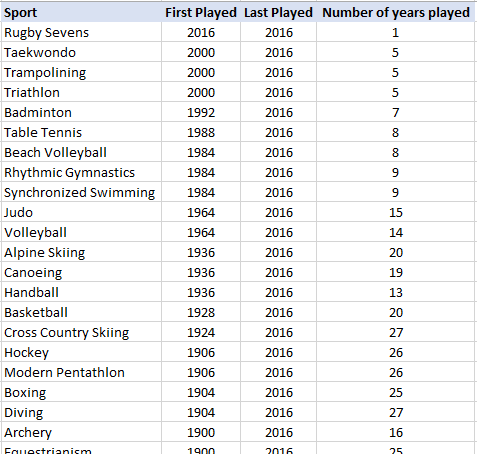 Sport First Played Last Played Number of years played
Rugby Sevens 2016 2016 1
Taekwondo 2000 2016 5
Trampolining 2000 2016 5
Triathlon 2000 2016 5
Badminton 1992 2016 7
Table Tennis 1988 2016 8
Beach Volleyball 1984 2016 8
Rhythmic Gymnastics 1984 2016 9
Synchronized Swimming 1984 2016 9
Judo 1964 2016 15
Volleyball 1964 2016 14
Alpine Skiing 1936 2016 20
Canoeing 1936 2016 19
Handball 1936 2016 13
Basketball 1928 2016 20
Cross Country Skiing 1924 2016 27
Hockey 1906 2016 26
Modern Pentathlon 1906 2016 26
Boxing 1904 2016 25
Diving 1904 2016 27
Archery 1900 2016 16
Equestrianism 1900 2016 25